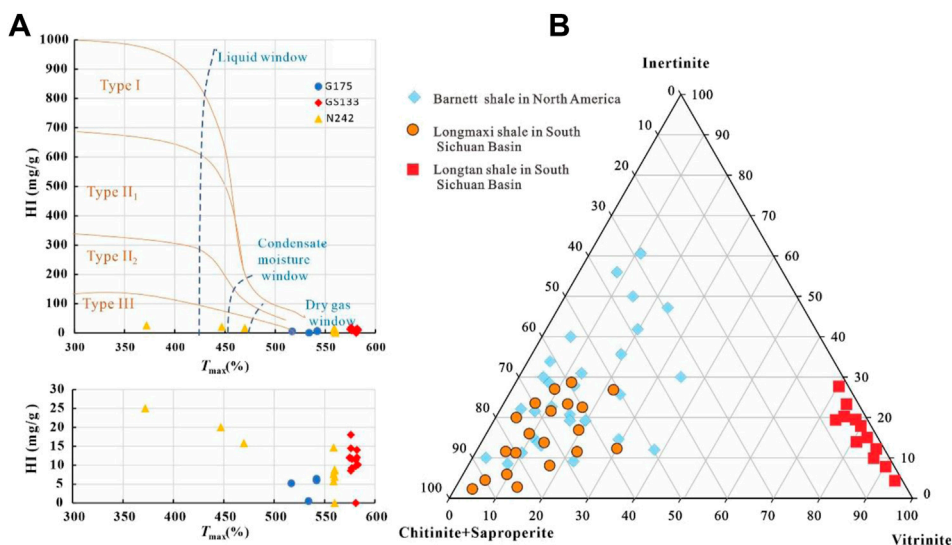 A
1000
900
800
700
600
500
400
300
200
100
0
HI (mg/g)
Type I
Type II₁
Type II₂
Type III
Liquid window
G175
GS133
N242
Condensate
moisture
window
Dry gas
window
300 350 400 450 500 550 600
Tmax(%)
30
25
20
15
10
5
0
HI (mg/g)
300 350 400 450 500 550 600
Tmax(%)
B
Barnett shale in North America
Longmaxi shale in South
Sichuan Basin
Longtan shale in South
Sichuan Basin
Inertinite
0 100
10 90
20 80
30 70
40 60
50 50
60 40
70 30
80 20
90 10
100 0
0 10 20 30 40 50 60 70 80 90 100
Chitinite+Saproperite
Vitrinite